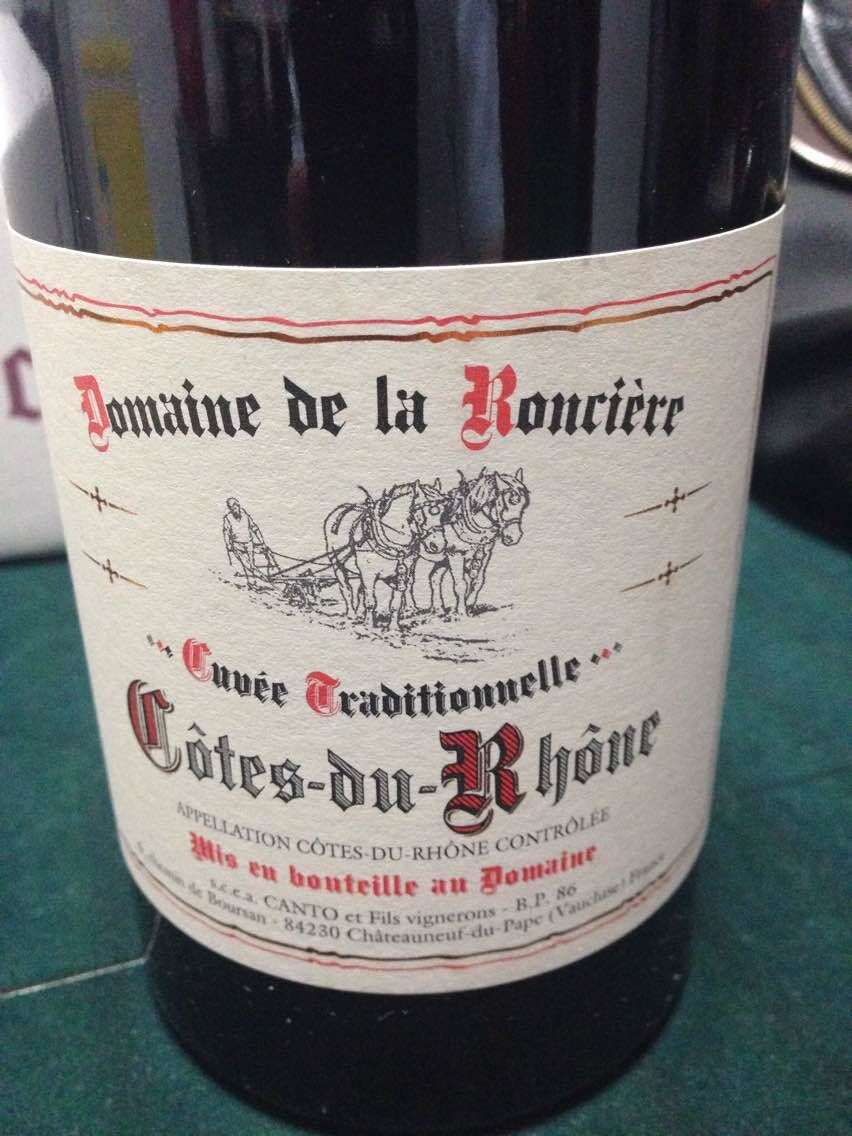 Domaine de la Roncière
Cuvée Traditionnelle
Côtes-du-Rhône
APPELLATION CÔTES-DU-RHÔNE CONTRÔLÉE
Mis en bouteille au Domaine
s.c.e.a. CANTO et Fils vignerons - B.P. 86
chemin de Boursan - 84230 Châteauneuf-du-Pape (Vaucluse) France